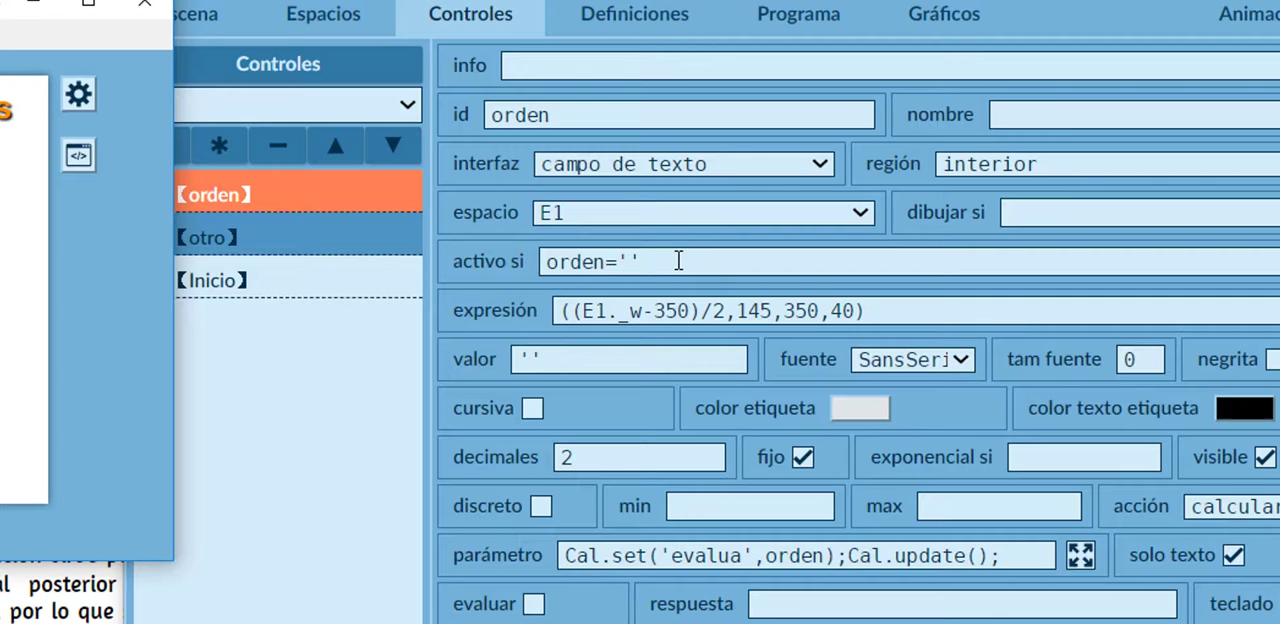 scena Espacios Controles Definiciones Programa Gráficos Animac
Controles
info
id orden nombre
interfaz campo de texto región interior
【orden】
espacio E1 dibujar si
【otro】
activo si orden=''
【Inicio】
expresión ((E1._w-350)/2,145,350,40)
valor '' fuente SansSeri tam fuente 0 negrita
cursiva color etiqueta color texto etiqueta
decimales 2 fijo exponencial si visible
discreto min max acción calcular
parámetro Cal.set('evalua',orden);Cal.update(); solo texto
evaluar respuesta teclado
s
</>
al posterior
por lo que